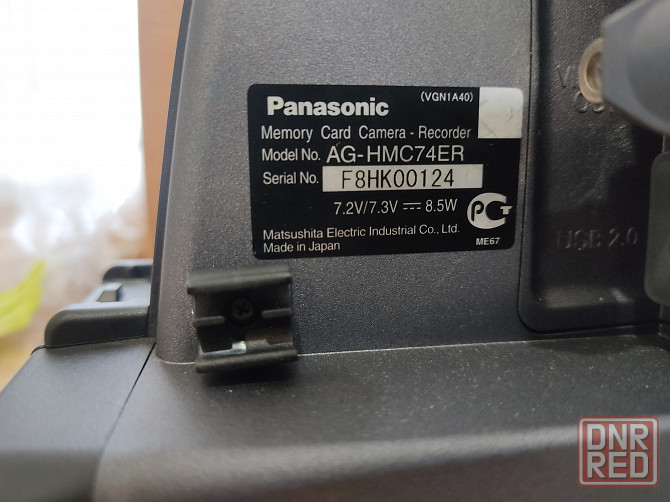 Panasonic (VGN1A40)
Memory Card Camera - Recorder
Model No. AG-HMC74ER
Serial No. F8HK00124
7.2V/7.3V ⎓ 8.5W
Matsushita Electric Industrial Co., Ltd.
Made in Japan
ME67
USB 2.0
DNR
RED